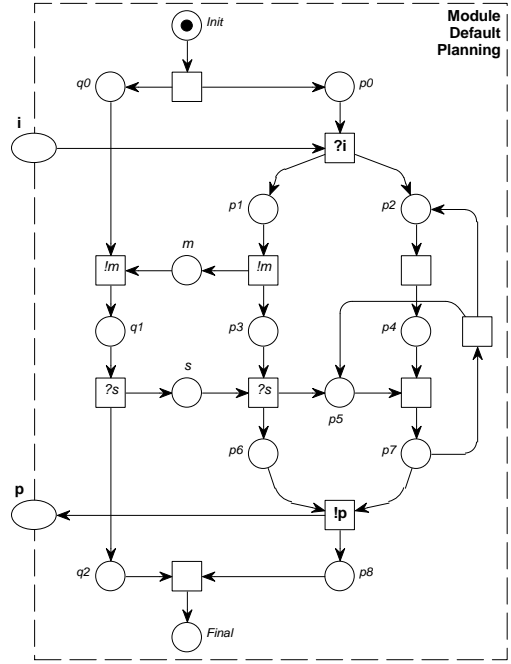 Init
Module
Default
Planning
q0
p0
i
?i
p1
p2
m
!m
!m
q1
p3
p4
s
?s
?s
p5
p6
p7
p
!p
q2
p8
Final